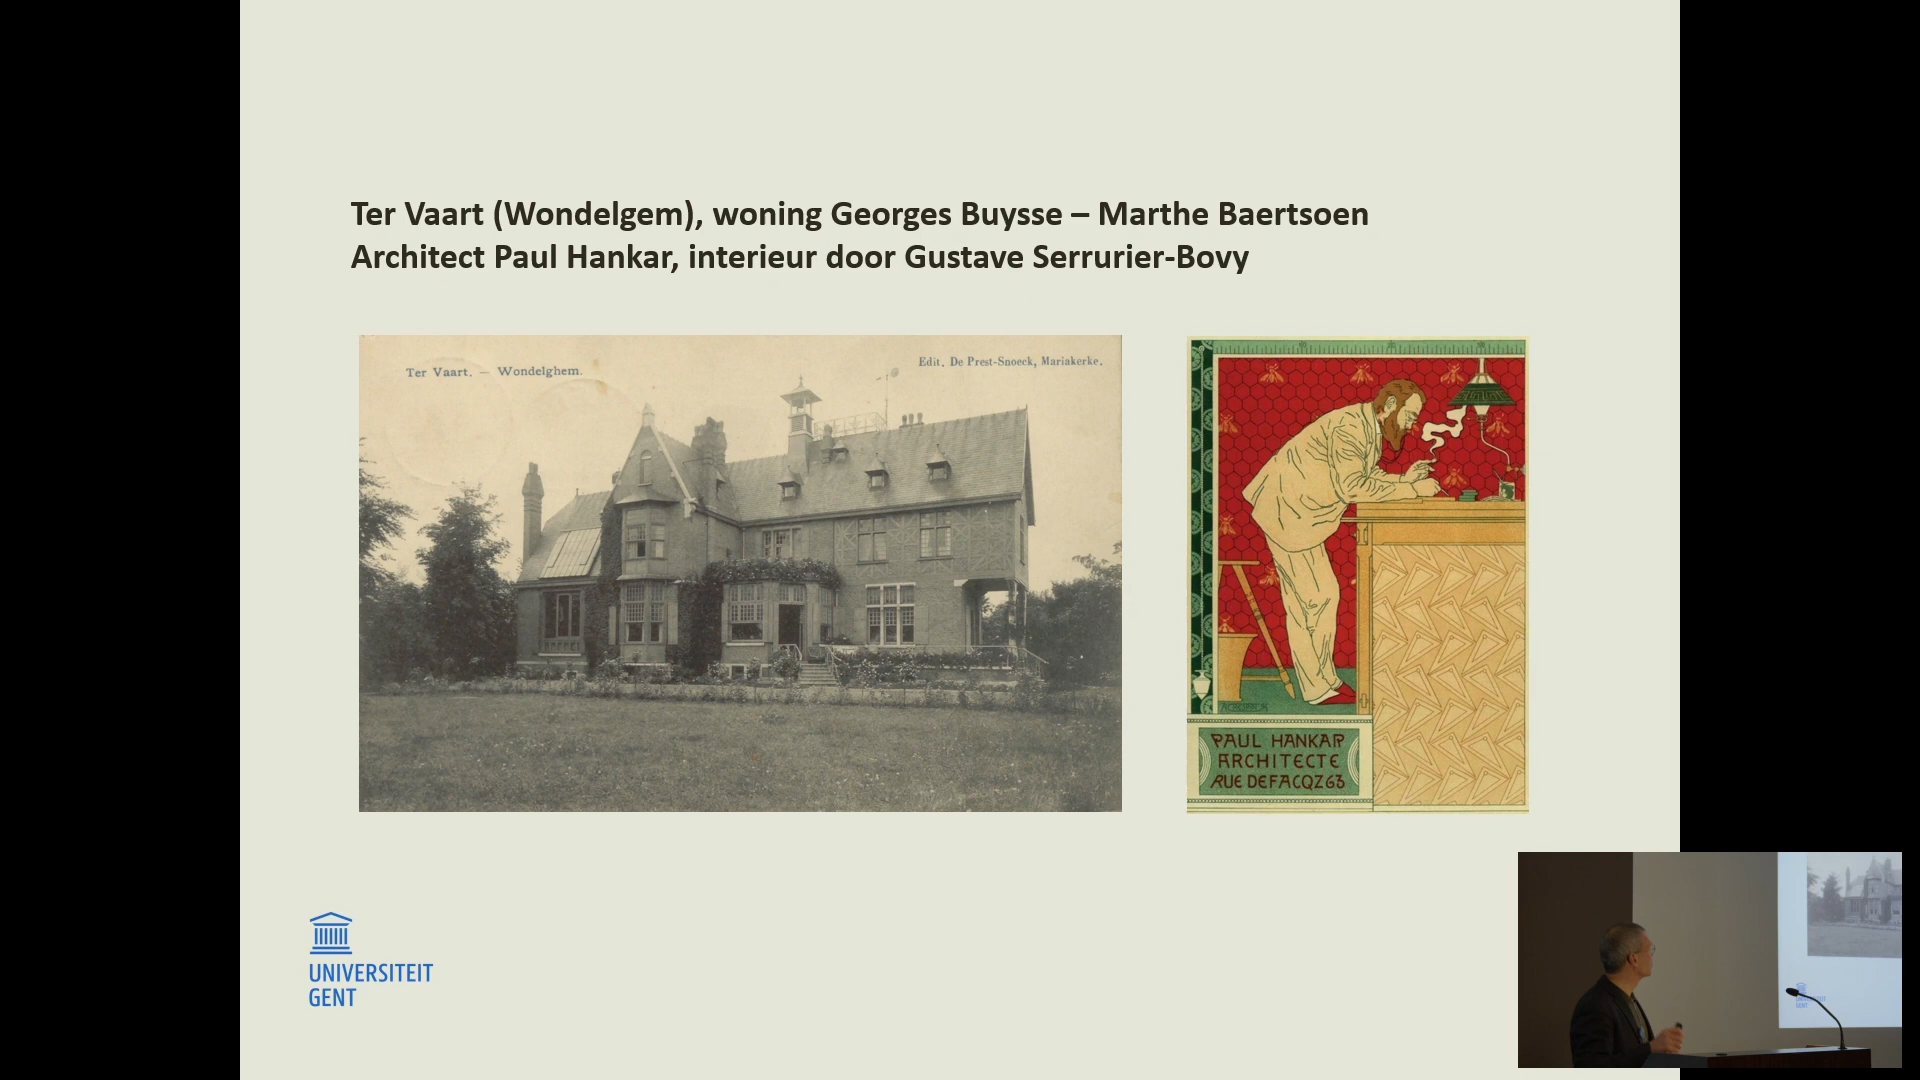 Ter Vaart (Wondelgem), woning Georges Buysse – Marthe Baertsoen
Architect Paul Hankar, interieur door Gustave Serrurier-Bovy
Ter Vaart. — Wondelghem.
Edit. De Prest-Snoeck, Mariakerke.
PAUL HANKAR
ARCHITECTE
RUE DEFACQZ 63
UNIVERSITEIT
GENT